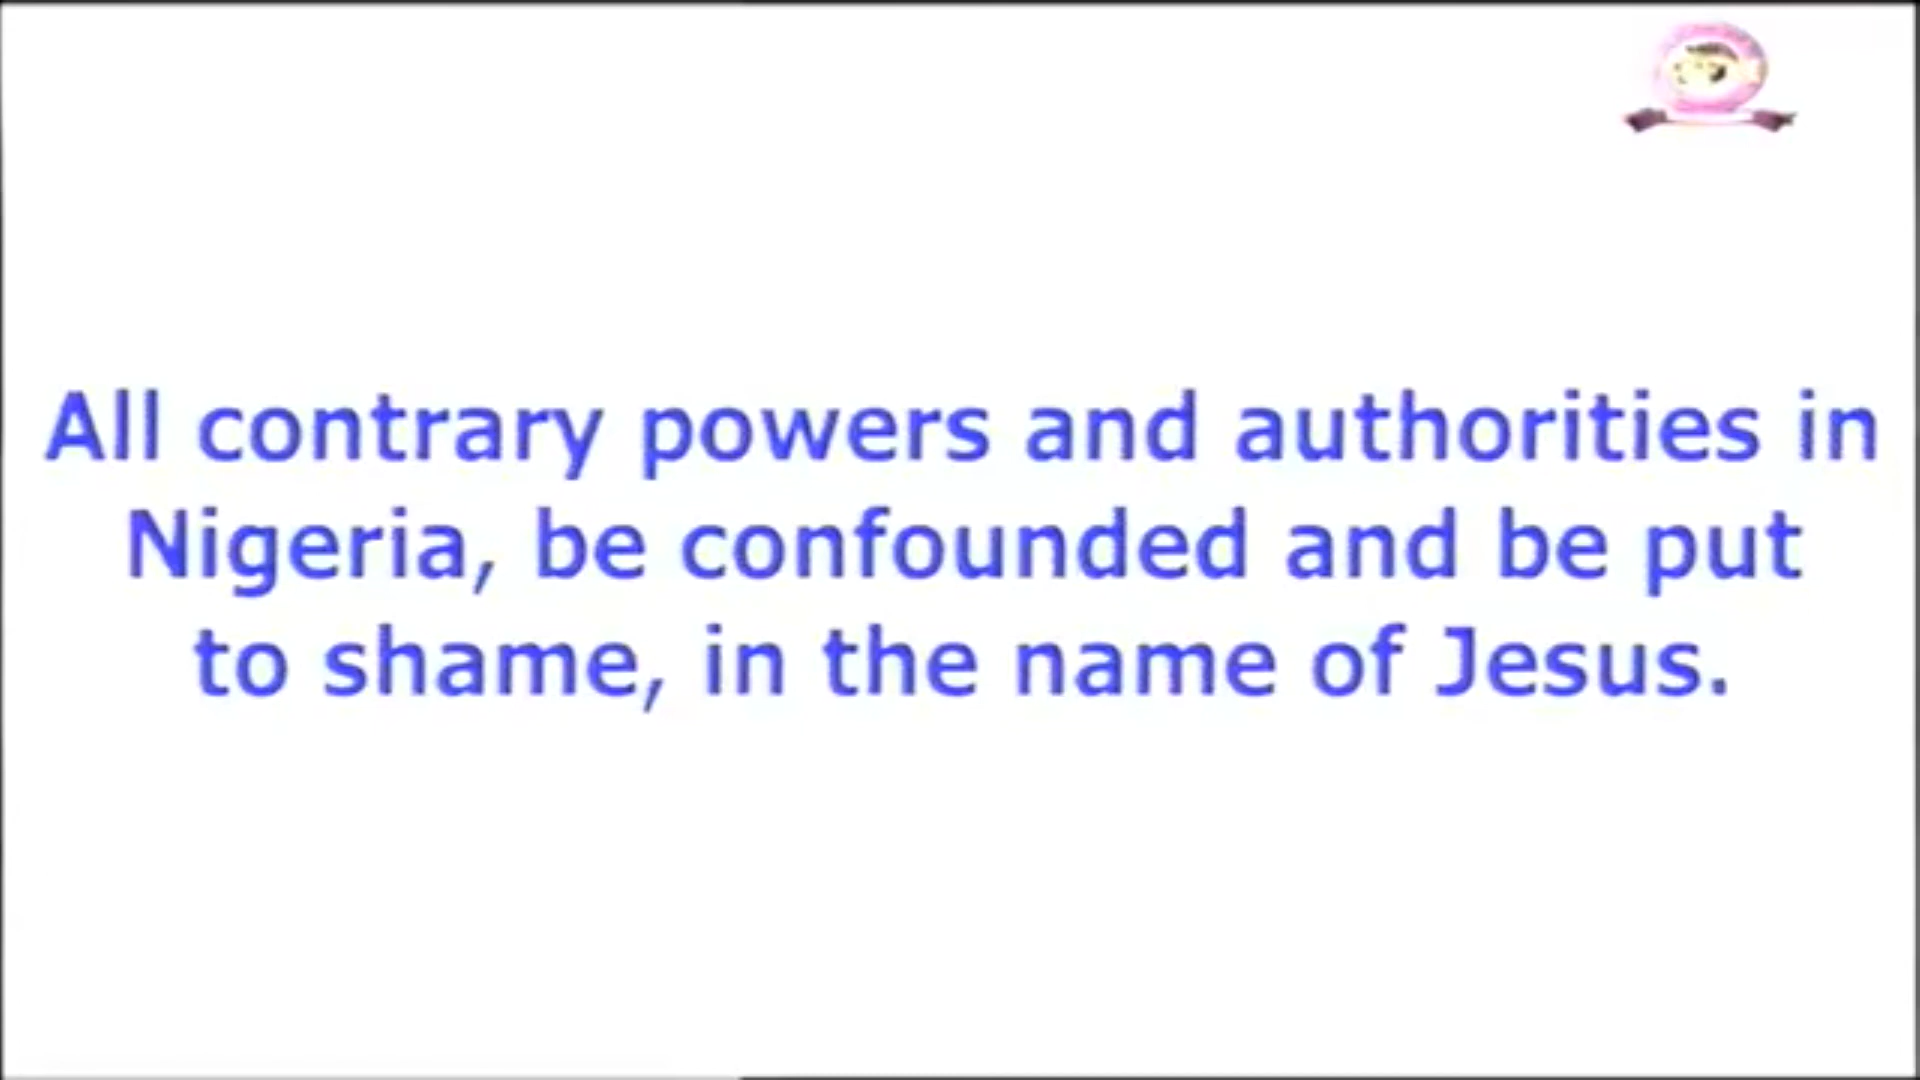 All contrary powers and authorities in
Nigeria, be confounded and be put
to shame, in the name of Jesus.